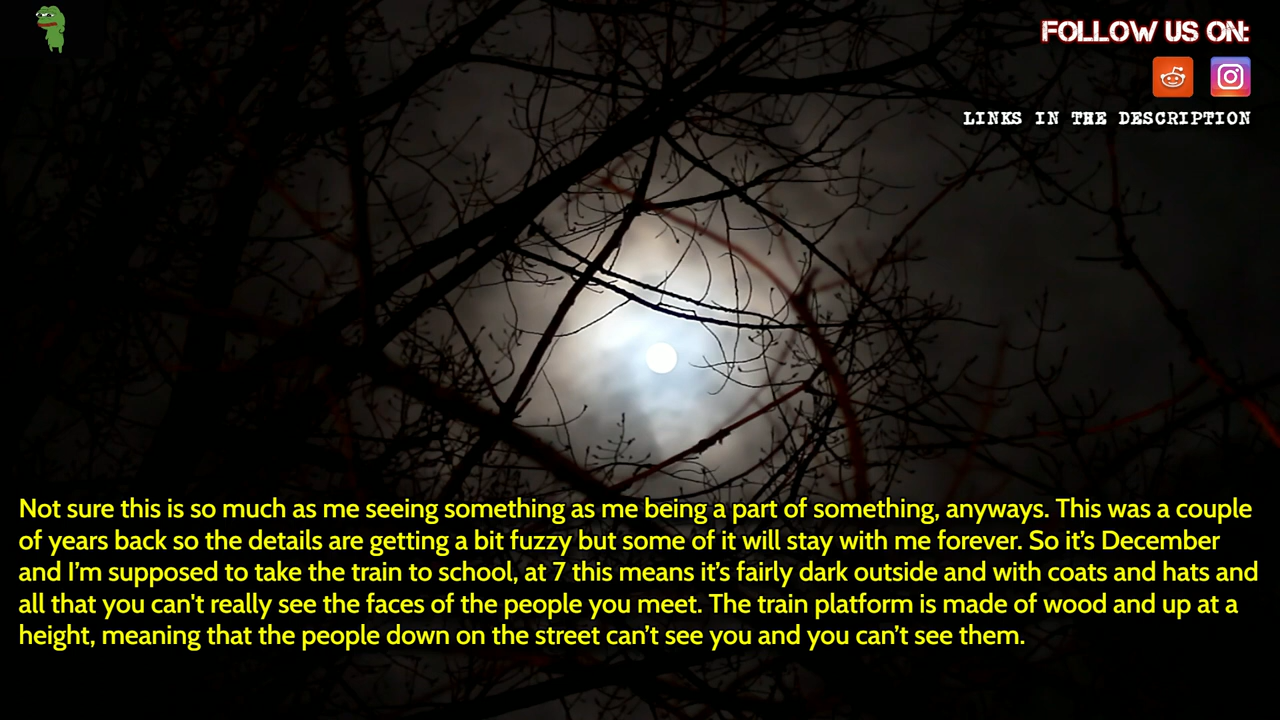 FOLLOW US ON:
LINKS IN THE DESCRIPTION
Not sure this is so much as me seeing something as me being a part of something, anyways. This was a couple
of years back so the details are getting a bit fuzzy but some of it will stay with me forever. So it’s December
and I’m supposed to take the train to school, at 7 this means it’s fairly dark outside and with coats and hats and
all that you can't really see the faces of the people you meet. The train platform is made of wood and up at a
height, meaning that the people down on the street can’t see you and you can’t see them.